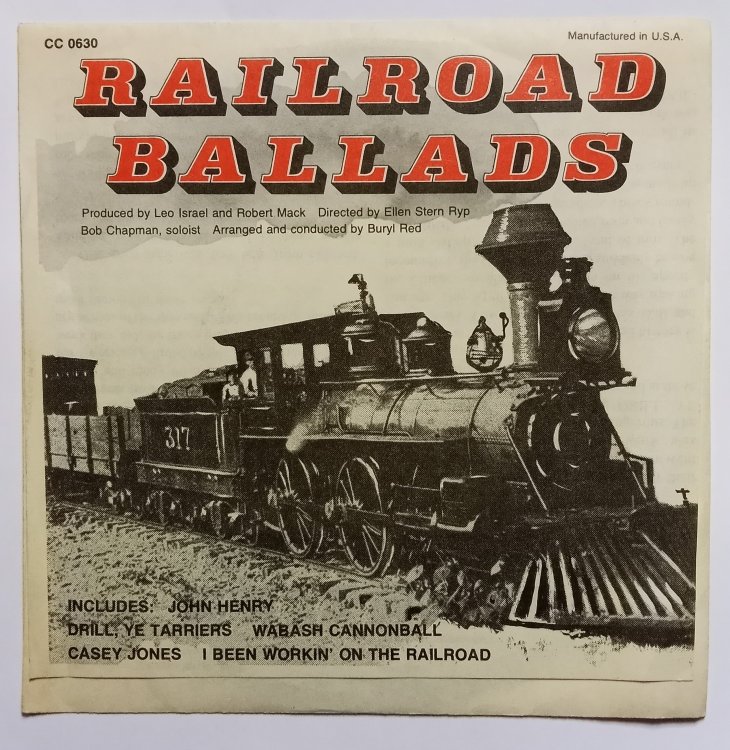 CC 0630
Manufactured in U.S.A.
RAILROAD
BALLADS
Produced by Leo Israel and Robert Mack Directed by Ellen Stern Ryp
Bob Chapman, soloist Arranged and conducted by Buryl Red
317
INCLUDES: JOHN HENRY
DRILL, YE TARRIERS WABASH CANNONBALL
CASEY JONES I BEEN WORKIN' ON THE RAILROAD